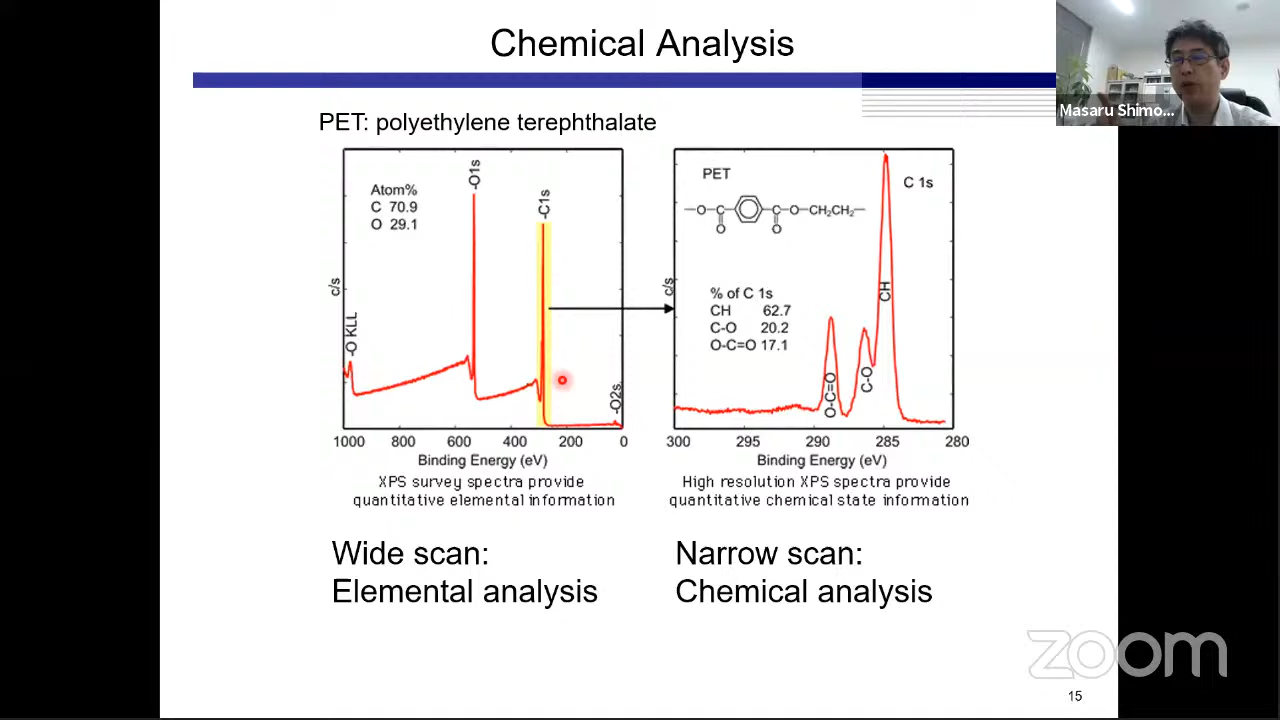 Chemical Analysis
Masaru Shimo...
PET: polyethylene terephthalate
Atom%
C 70.9
O 29.1
-O1s
-C1s
-O KLL
-O2s
c/s
1000 800 600 400 200 0
Binding Energy (eV)
XPS survey spectra provide
quantitative elemental information
PET
C 1s
O C C O CH₂CH₂
O O
% of C 1s
CH 62.7
C-O 20.2
O-C=O 17.1
c/s
O-C=O
C-O
CH
300 295 290 285 280
Binding Energy (eV)
High resolution XPS spectra provide
quantitative chemical state information
Wide scan:
Elemental analysis
Narrow scan:
Chemical analysis
zoom
15